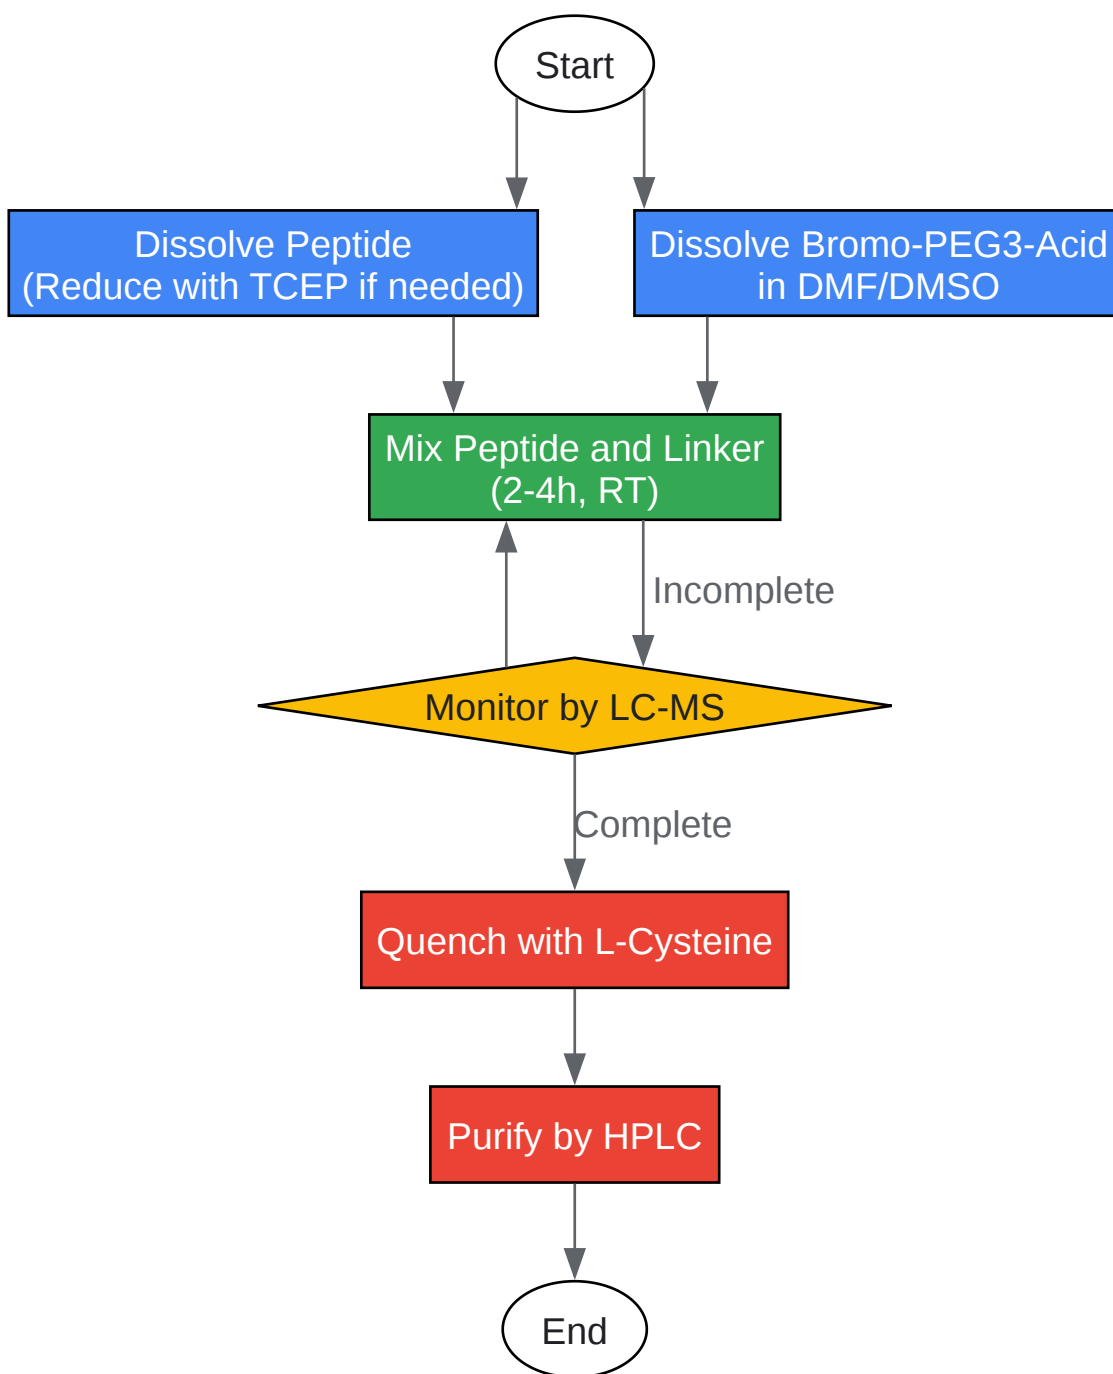 Start
Dissolve Peptide
(Reduce with TCEP if needed)
Dissolve Bromo-PEG3-Acid
in DMF/DMSO
Mix Peptide and Linker
(2-4h, RT)
Incomplete
Monitor by LC-MS
Complete
Quench with L-Cysteine
Purify by HPLC
End